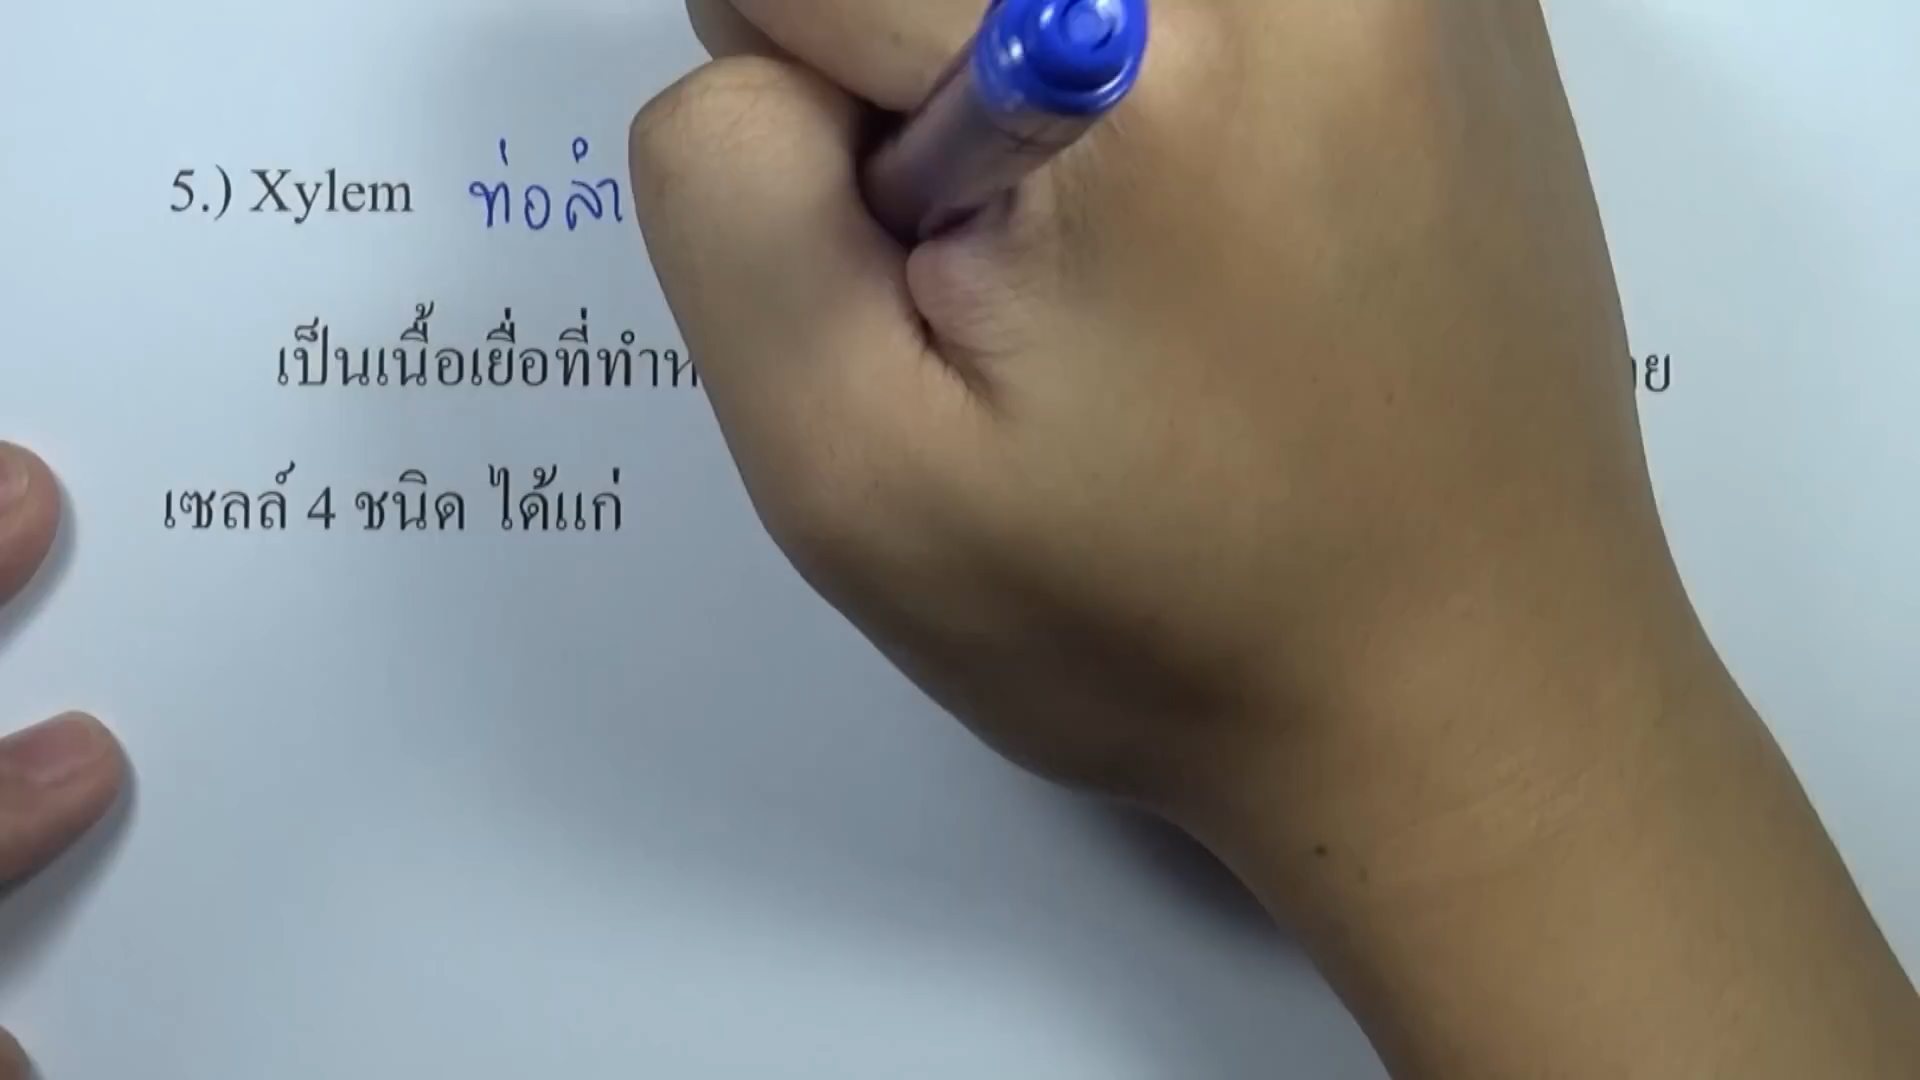 5.) Xylem ท่อลำ
เป็นเนื้อเยื่อที่ทำห
เซลล์ 4 ชนิด ได้แก่